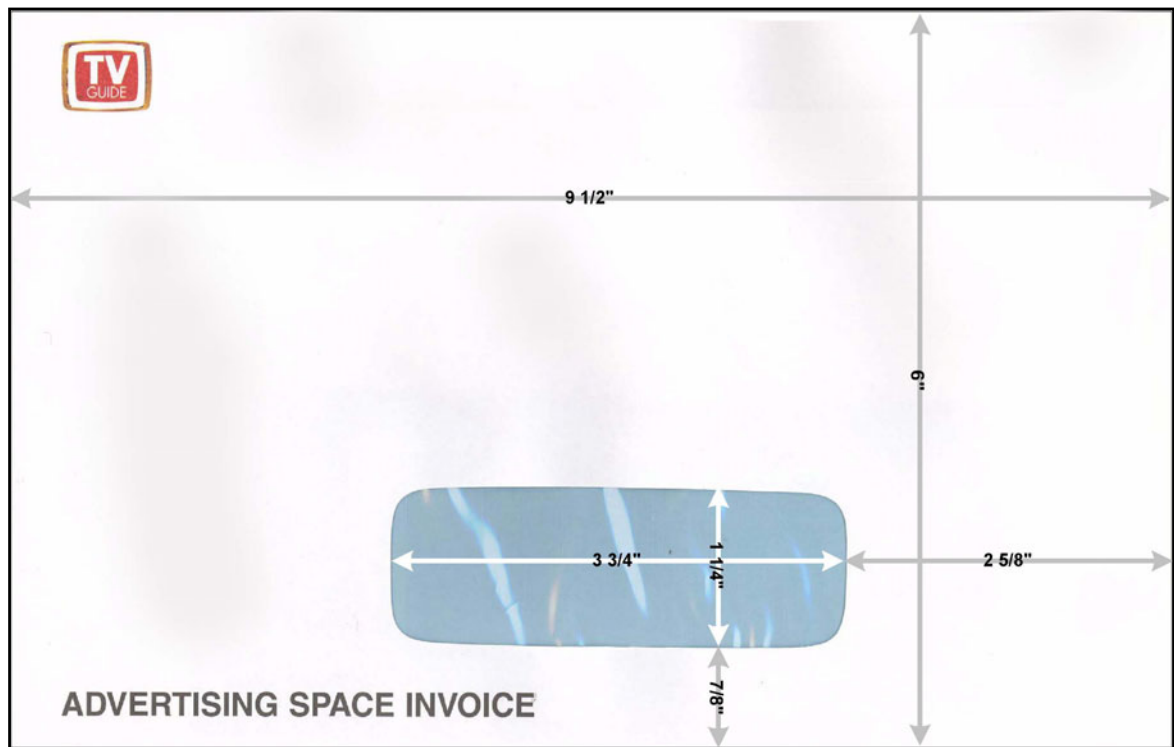 TV
GUIDE
9 1/2"
6"
3 3/4"
1 1/4"
2 5/8"
7/8"
ADVERTISING SPACE INVOICE